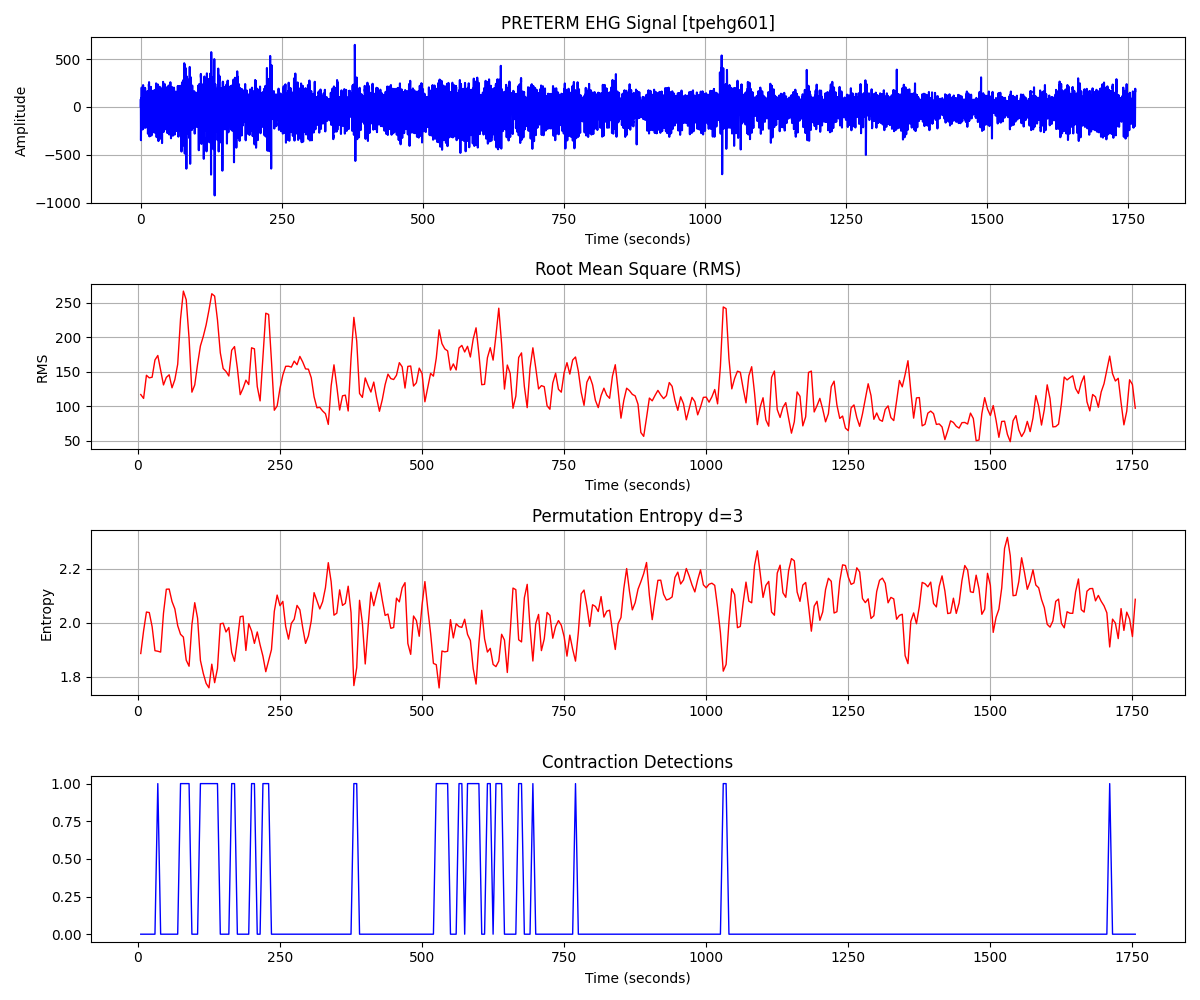 PRETERM EHG Signal [tpehg601]
500
0
−500
−1000
Amplitude
0 250 500 750 1000 1250 1500 1750
Time (seconds)
Root Mean Square (RMS)
250
200
150
100
50
RMS
0 250 500 750 1000 1250 1500 1750
Time (seconds)
Permutation Entropy d=3
2.2
2.0
1.8
Entropy
0 250 500 750 1000 1250 1500 1750
Contraction Detections
1.00
0.75
0.50
0.25
0.00
0 250 500 750 1000 1250 1500 1750
Time (seconds)